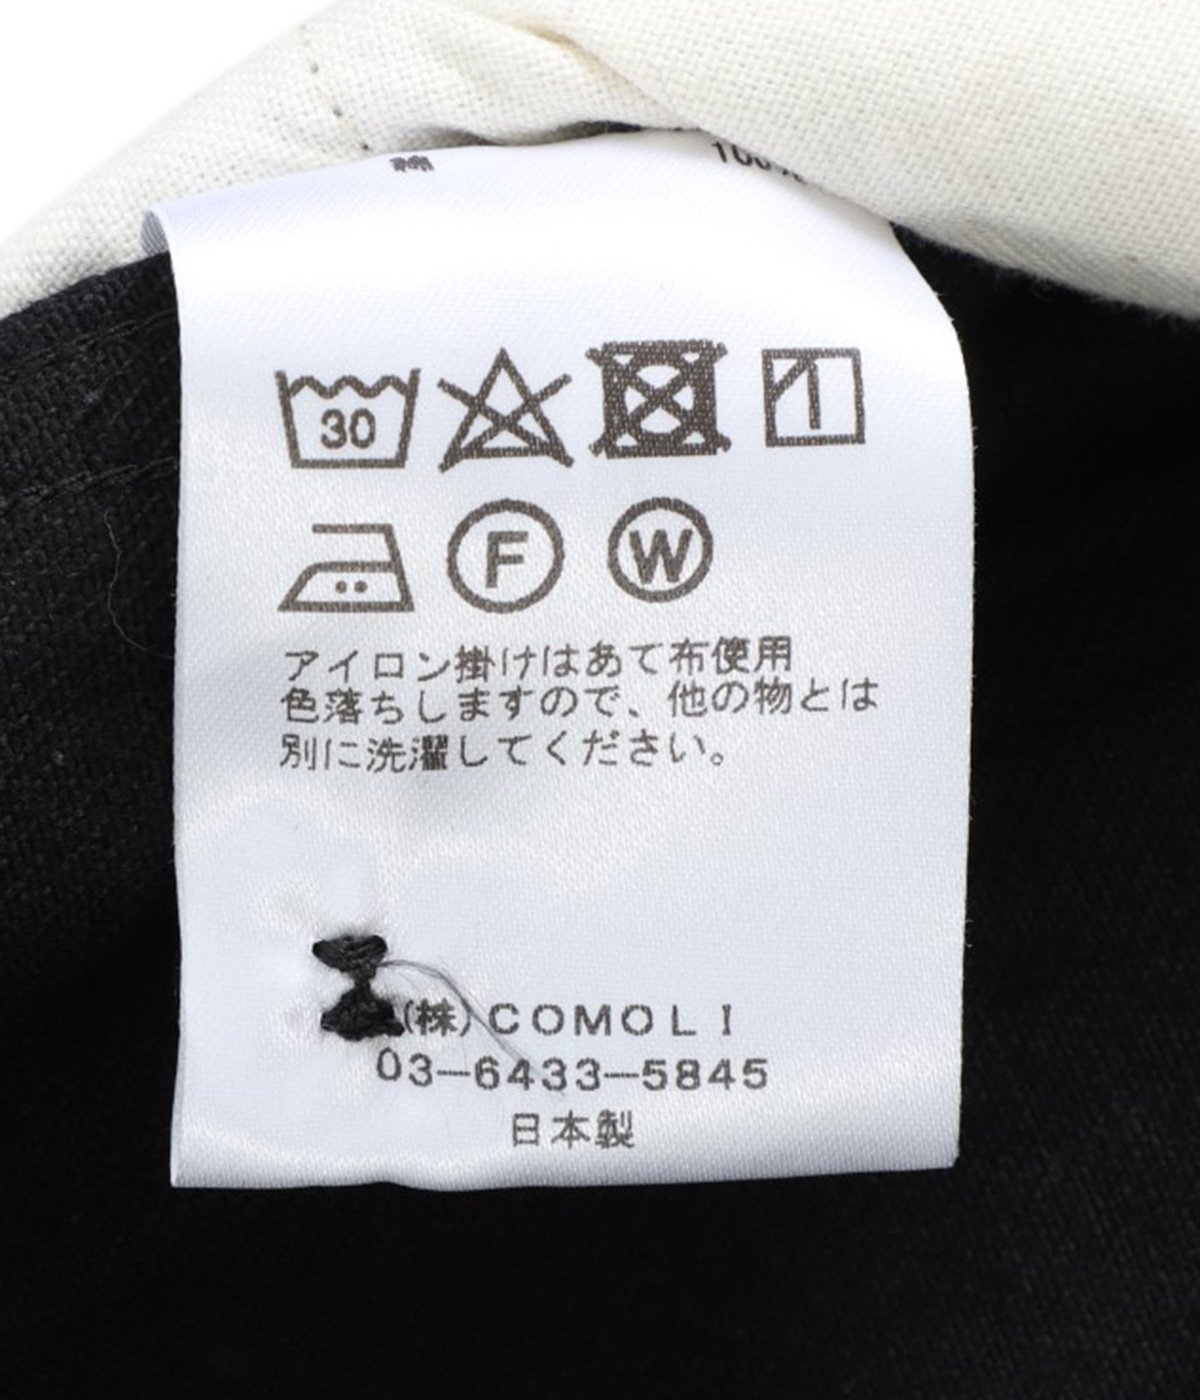 30
F W
アイロン掛けはあて布使用
色落ちしますので、他の物とは
別に洗濯してください。
(株)COMOLI
03-6433-5845
日本製